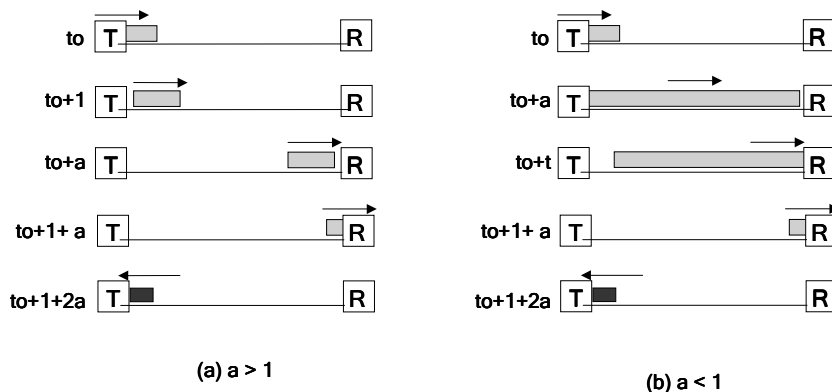 to T R
to+1 T R
to+a T R
to+1+ a T R
to+1+2a T R
(a) a > 1
to T R
to+a T R
to+t T R
to+1+ a T R
to+1+2a T R
(b) a < 1